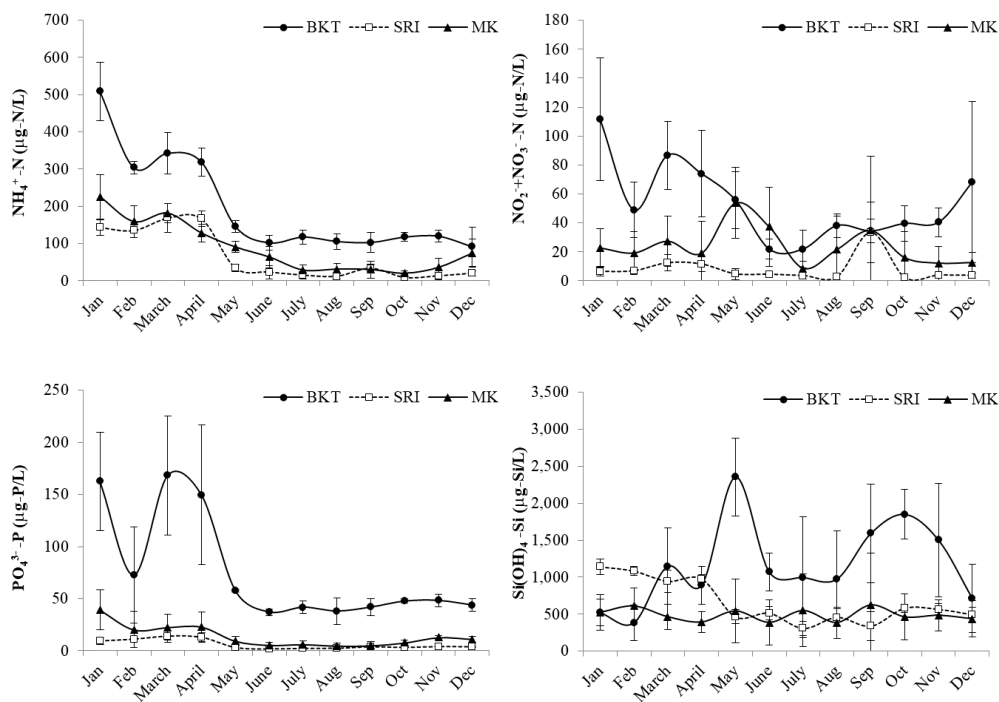 NH₄⁺ -N (µg-N/L)
700
600
500
400
300
200
100
0
BKT SRI MK
Jan Feb March April May June July Aug Sep Oct Nov Dec
NO₂⁻+NO₃⁻ -N (µg-N/L)
180
160
140
120
100
80
60
40
20
0
BKT SRI MK
Jan Feb March April May June July Aug Sep Oct Nov Dec
PO₄³⁻ -P (µg-P/L)
250
200
150
100
50
0
BKT SRI MK
Jan Feb March April May June July Aug Sep Oct Nov Dec
Si(OH)₄ -Si (µg-Si/L)
3,500
3,000
2,500
2,000
1,500
1,000
500
0
BKT SRI MK
Jan Feb March April May June July Aug Sep Oct Nov Dec